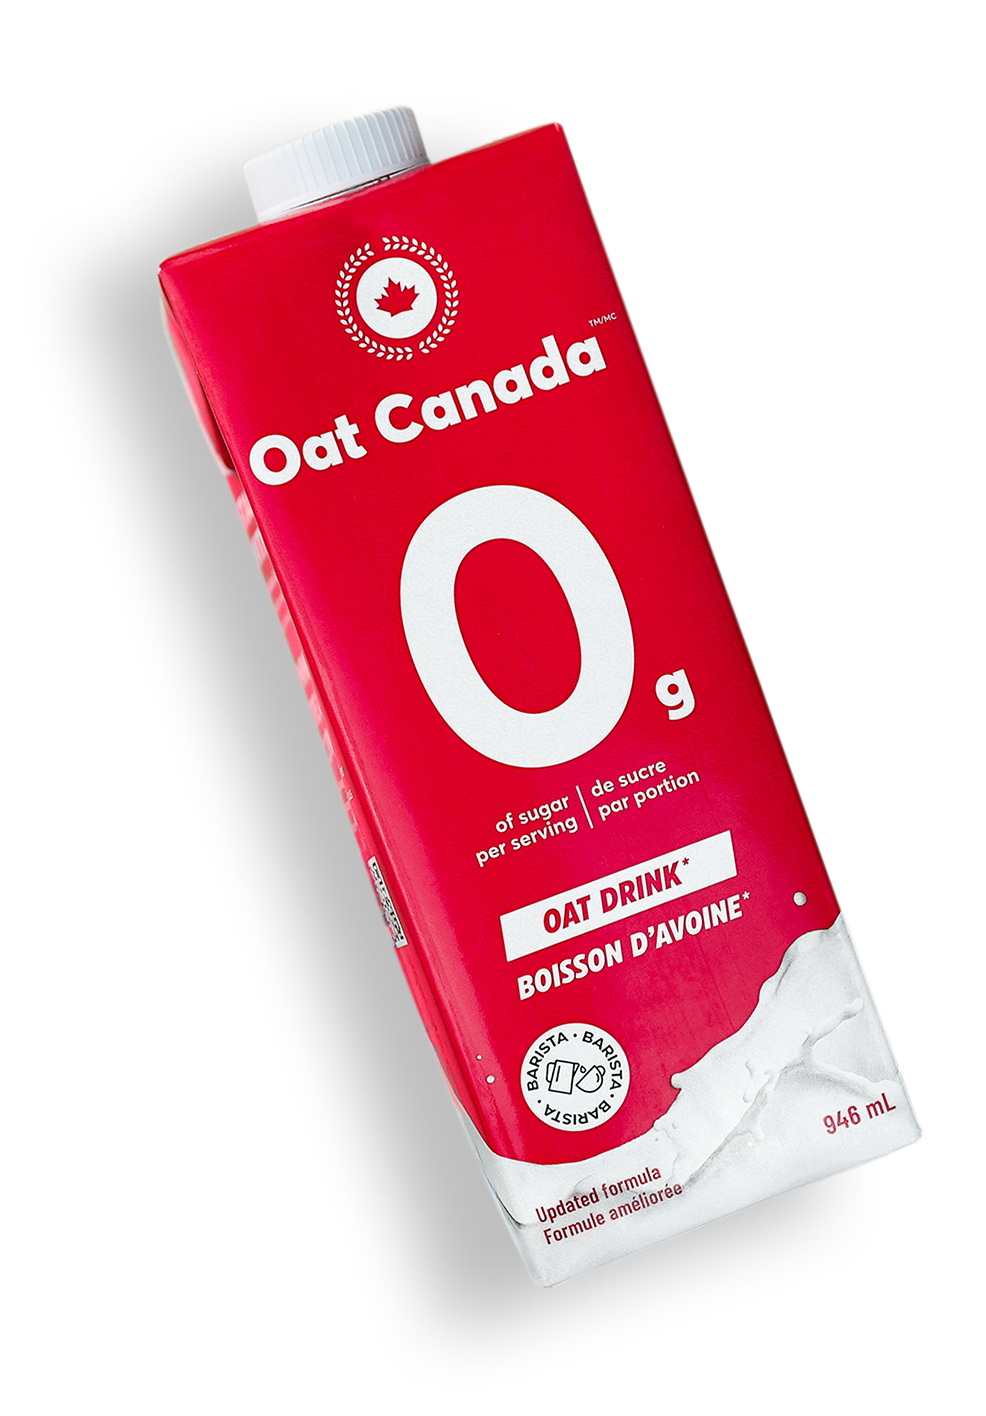 TM/MC
Oat Canada
0 g
of sugar
per serving
de sucre
par portion
OAT DRINK*
BOISSON D'AVOINE*
BARISTA • BARISTA • BARISTA •
946 mL
Updated formula
Formule améliorée